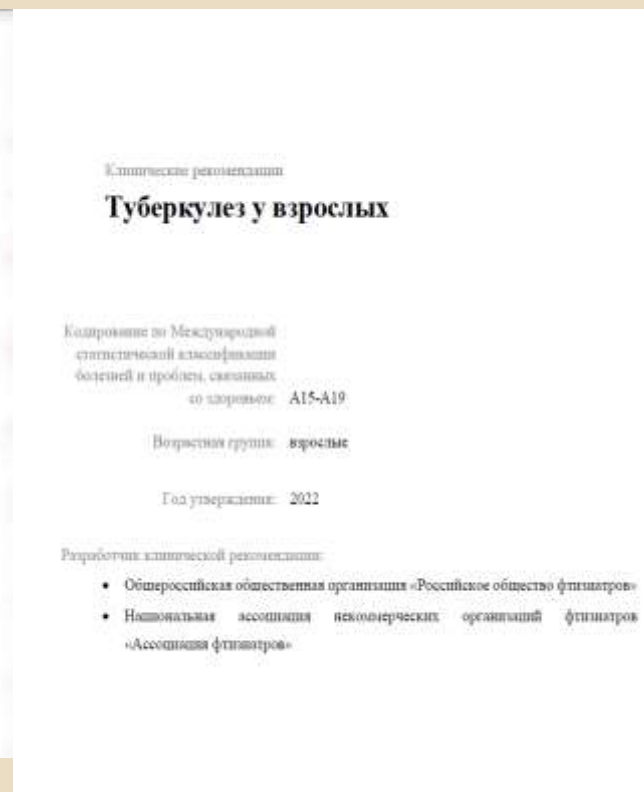 Клинические рекомендации
Туберкулез у взрослых
Кодирование по Международной
статистической классификации
болезней и проблем, связанных
со здоровьем: A15-A19
Возрастная группа: взрослые
Год утверждения: 2022
Разработчик клинической рекомендации:
• Общероссийская общественная организация «Российское общество фтизиатров»
• Национальная ассоциация некоммерческих организаций фтизиатров
«Ассоциация фтизиатров»